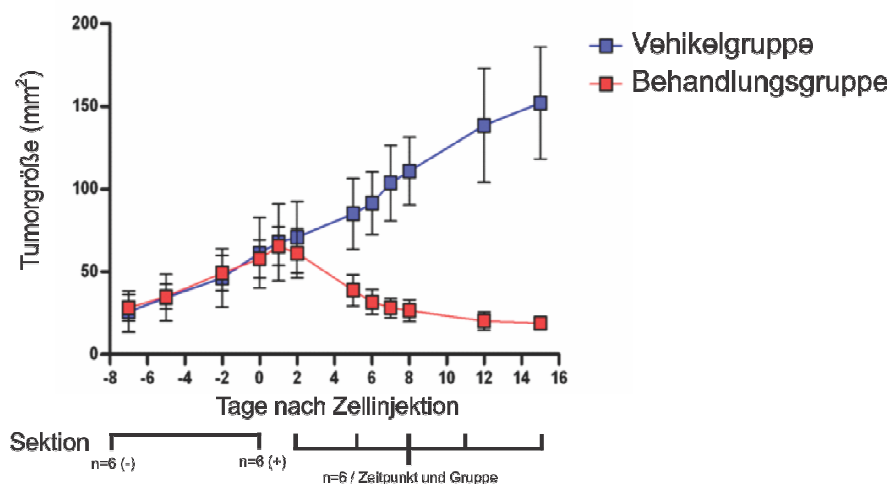 200
Vehikelgruppe
Behandlungsgruppe
150
Tumorgröße (mm²)
100
50
0
-8 -6 -4 -2 0 2 4 6 8 10 12 14 16
Tage nach Zellinjektion
Sektion
n=6 (-)
n=6 (+)
n=6 / Zeitpunkt und Gruppe